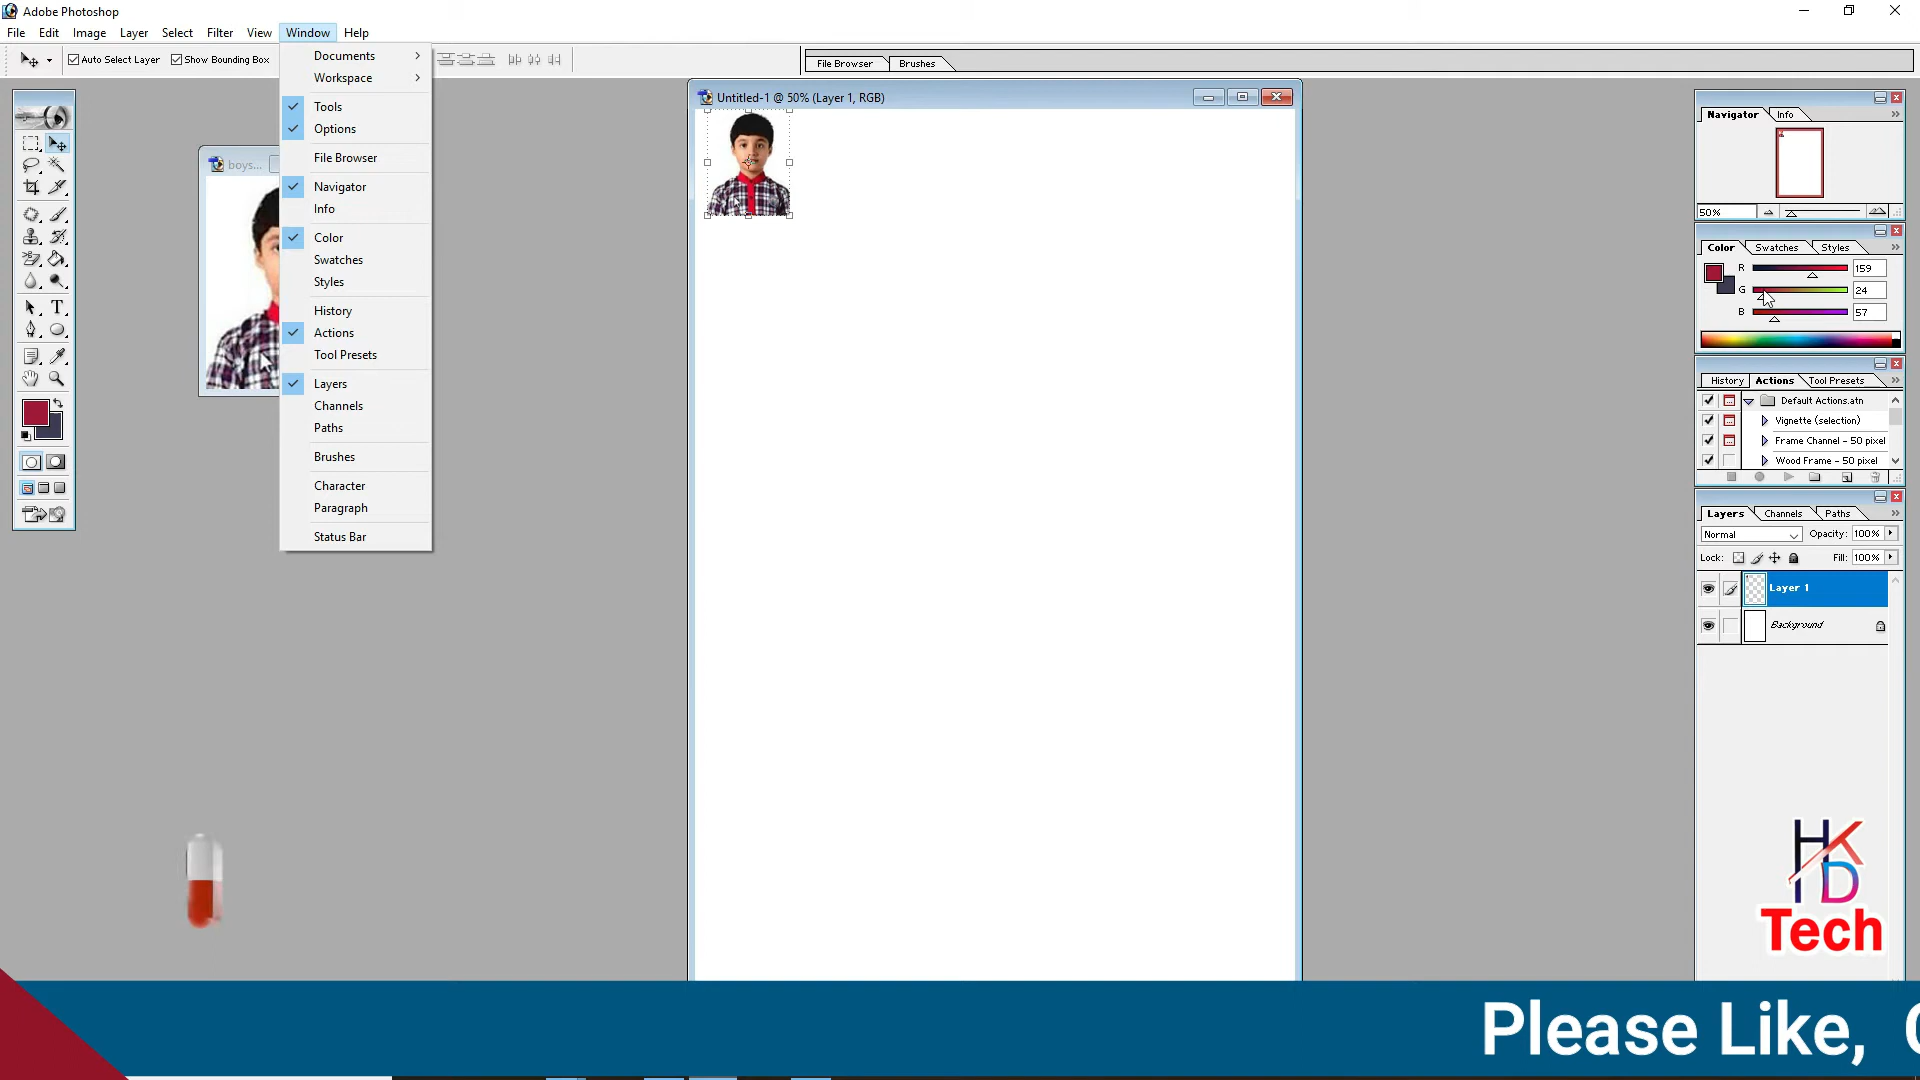 Adobe Photoshop
File Edit Image Layer Select Filter View Window Help
Auto Select Layer Show Bounding Box
File Browser Brushes
Documents
Workspace
Tools
Options
File Browser
Navigator
Info
Color
Swatches
Styles
History
Actions
Tool Presets
Layers
Channels
Paths
Brushes
Character
Paragraph
Status Bar
boys...
Untitled-1 @ 50% (Layer 1, RGB)
Navigator Info
50%
Color Swatches Styles
R 159
G 24
B 57
History Actions Tool Presets
Default Actions.atn
Vignette (selection)
Frame Channel - 50 pixel
Wood Frame - 50 pixel
Layers Channels Paths
Normal Opacity: 100%
Lock: Fill: 100%
Layer 1
Background
HKD
Tech
Please Like,